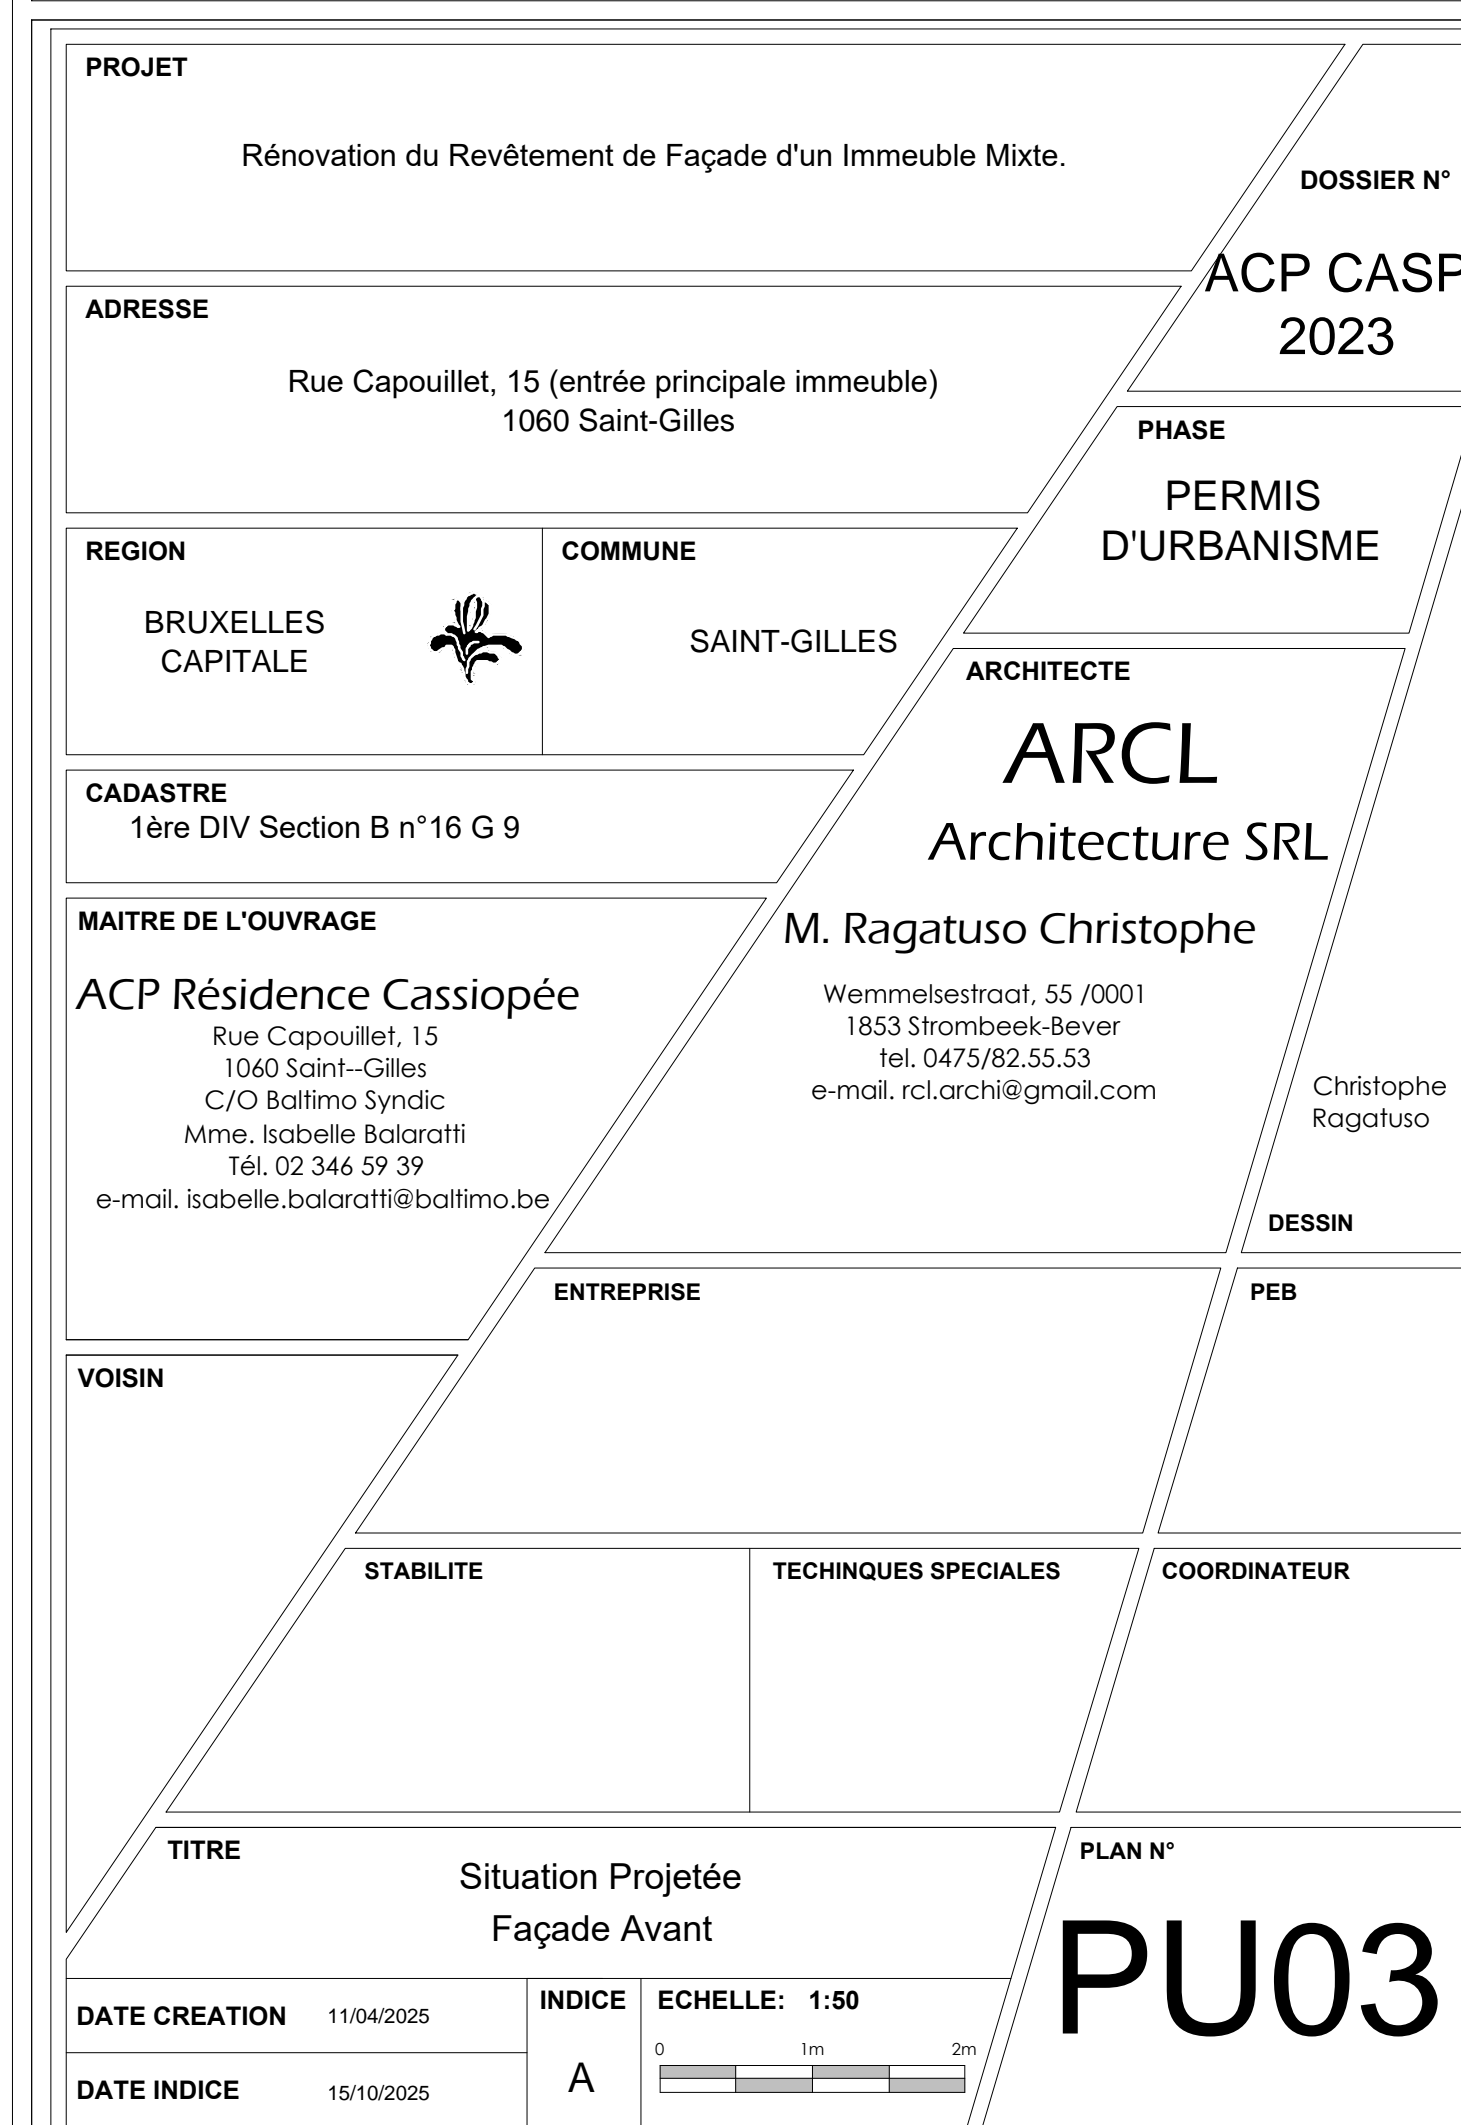 PROJET
Rénovation du Revêtement de Façade d'un Immeuble Mixte.
DOSSIER N°
ACP CASP
2023
ADRESSE
Rue Capouillet, 15 (entrée principale immeuble)
1060 Saint-Gilles
PHASE
PERMIS
D'URBANISME
REGION
BRUXELLES
CAPITALE
COMMUNE
SAINT-GILLES
ARCHITECTE
ARCL
Architecture SRL
M. Ragatuso Christophe
Wemmelsestraat, 55 /0001
1853 Strombeek-Bever
tel. 0475/82.55.53
e-mail. rcl.archi@gmail.com
CADASTRE
1ère DIV Section B n°16 G 9
MAITRE DE L'OUVRAGE
ACP Résidence Cassiopée
Rue Capouillet, 15
1060 Saint--Gilles
C/O Baltimo Syndic
Mme. Isabelle Balaratti
Tél. 02 346 59 39
e-mail. isabelle.balaratti@baltimo.be
Christophe
Ragatuso
DESSIN
ENTREPRISE
PEB
VOISIN
STABILITE
TECHINQUES SPECIALES
COORDINATEUR
TITRE
Situation Projetée
Façade Avant
PLAN N°
PU03
DATE CREATION 11/04/2025
DATE INDICE 15/10/2025
INDICE
A
ECHELLE: 1:50
0 1m 2m